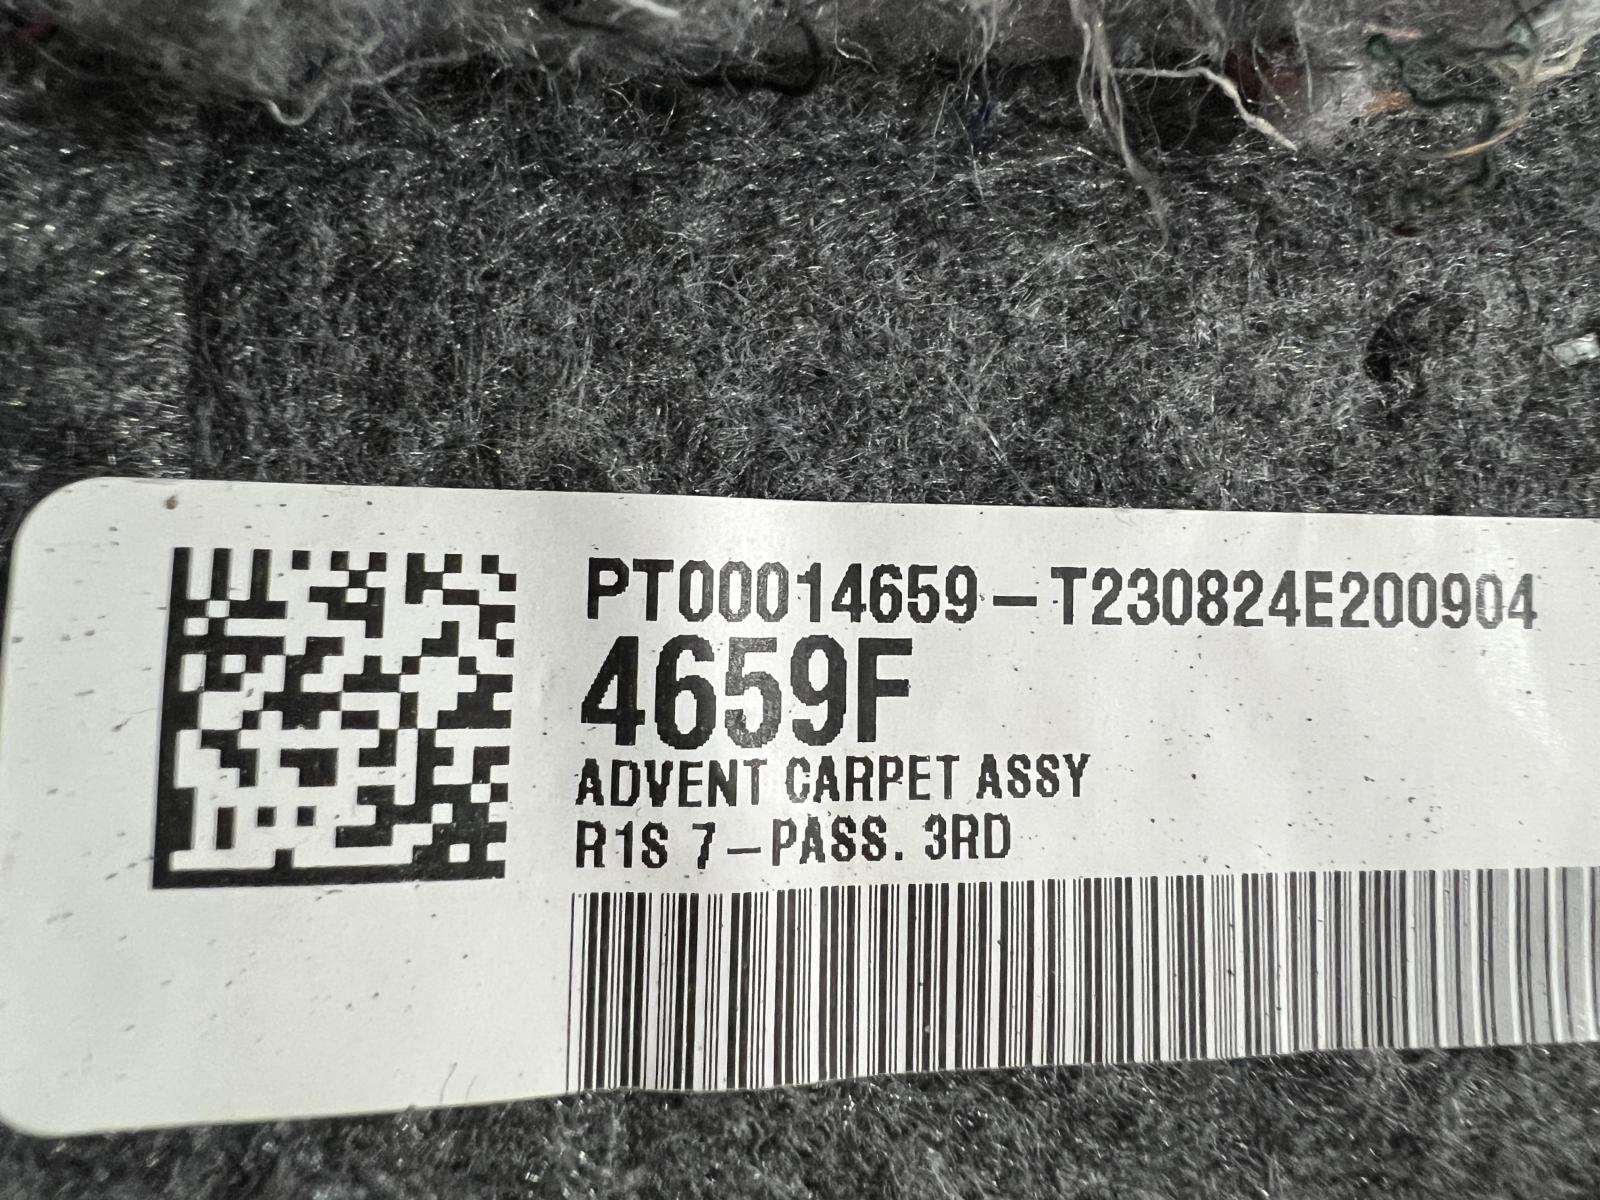 PT00014659-T230824E200904
4659F
ADVENT CARPET ASSY
R1S 7-PASS. 3RD